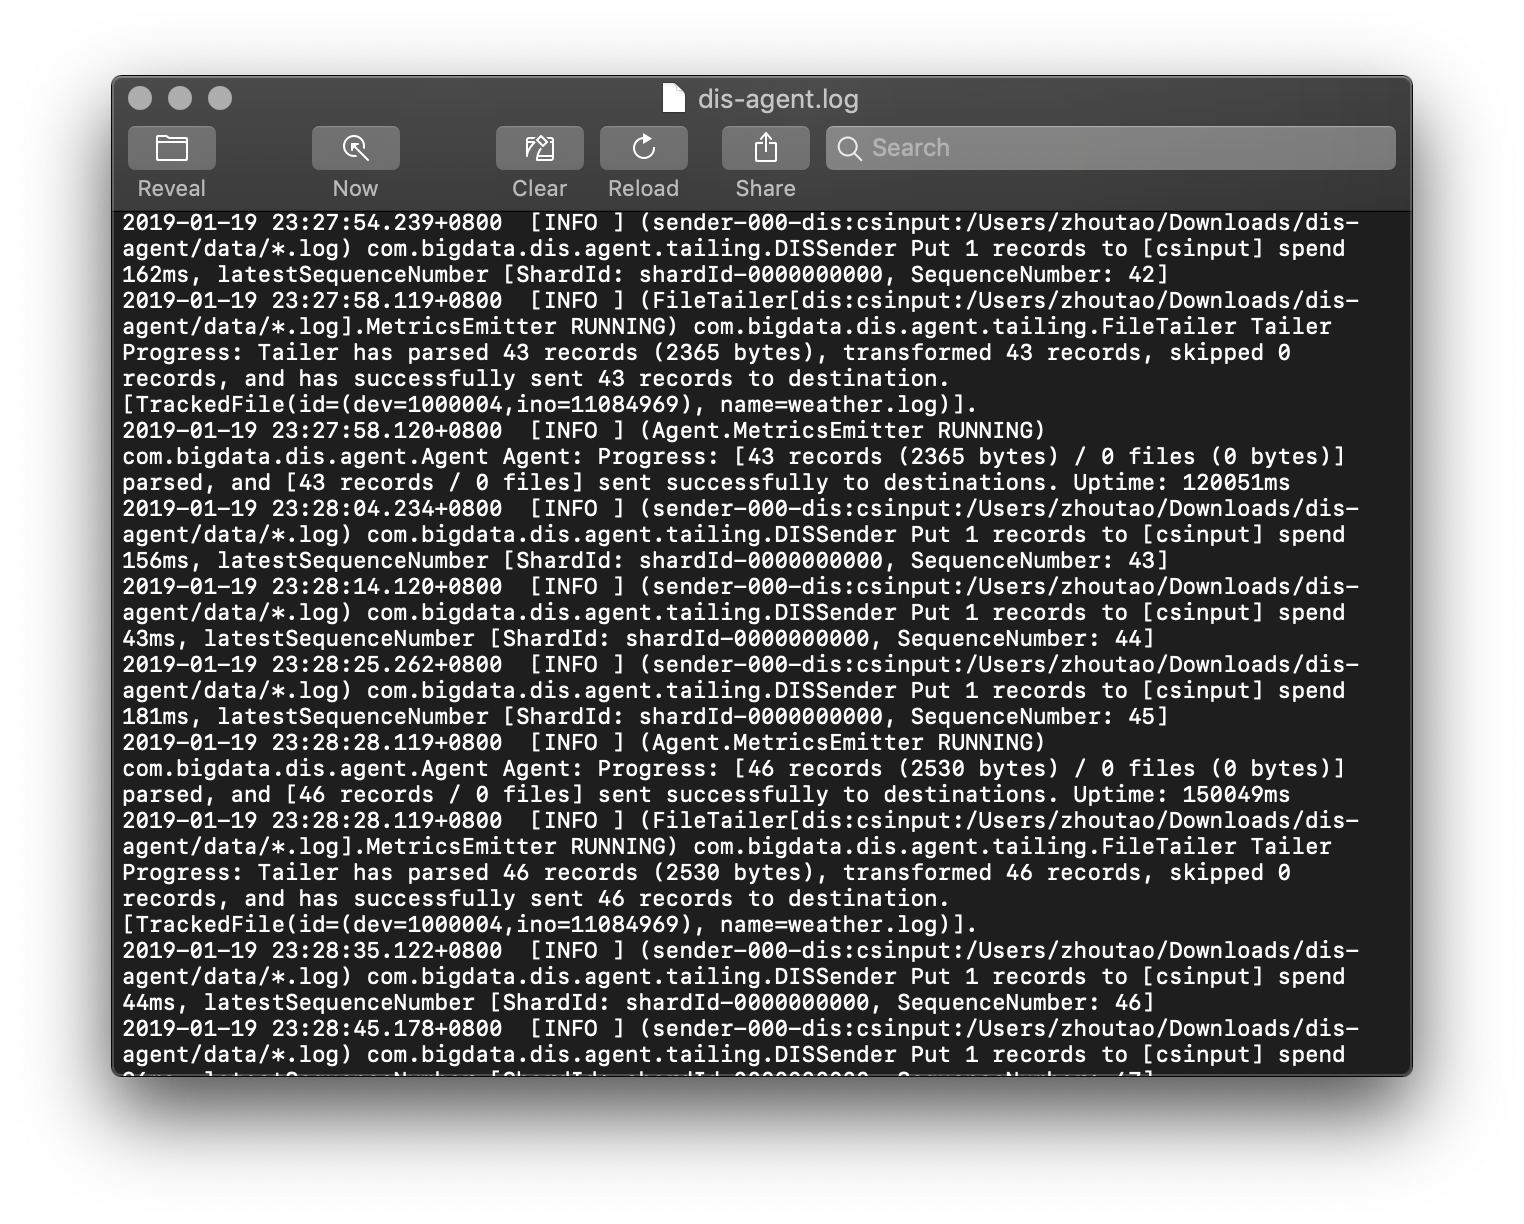 dis-agent.log
Reveal
Now
Clear
Reload
Share
Search
2019-01-19 23:27:54.239+0800  [INFO ] (sender-000-dis:csinput:/Users/zhoutao/Downloads/dis-
agent/data/*.log) com.bigdata.dis.agent.tailing.DISSender Put 1 records to [csinput] spend
162ms, latestSequenceNumber [ShardId: shardId-0000000000, SequenceNumber: 42]
2019-01-19 23:27:58.119+0800  [INFO ] (FileTailer[dis:csinput:/Users/zhoutao/Downloads/dis-
agent/data/*.log].MetricsEmitter RUNNING) com.bigdata.dis.agent.tailing.FileTailer Tailer
Progress: Tailer has parsed 43 records (2365 bytes), transformed 43 records, skipped 0
records, and has successfully sent 43 records to destination.
[TrackedFile(id=(dev=1000004,ino=11084969), name=weather.log)].
2019-01-19 23:27:58.120+0800  [INFO ] (Agent.MetricsEmitter RUNNING)
com.bigdata.dis.agent.Agent Agent: Progress: [43 records (2365 bytes) / 0 files (0 bytes)]
parsed, and [43 records / 0 files] sent successfully to destinations. Uptime: 120051ms
2019-01-19 23:28:04.234+0800  [INFO ] (sender-000-dis:csinput:/Users/zhoutao/Downloads/dis-
agent/data/*.log) com.bigdata.dis.agent.tailing.DISSender Put 1 records to [csinput] spend
156ms, latestSequenceNumber [ShardId: shardId-0000000000, SequenceNumber: 43]
2019-01-19 23:28:14.120+0800  [INFO ] (sender-000-dis:csinput:/Users/zhoutao/Downloads/dis-
agent/data/*.log) com.bigdata.dis.agent.tailing.DISSender Put 1 records to [csinput] spend
43ms, latestSequenceNumber [ShardId: shardId-0000000000, SequenceNumber: 44]
2019-01-19 23:28:25.262+0800  [INFO ] (sender-000-dis:csinput:/Users/zhoutao/Downloads/dis-
agent/data/*.log) com.bigdata.dis.agent.tailing.DISSender Put 1 records to [csinput] spend
181ms, latestSequenceNumber [ShardId: shardId-0000000000, SequenceNumber: 45]
2019-01-19 23:28:28.119+0800  [INFO ] (Agent.MetricsEmitter RUNNING)
com.bigdata.dis.agent.Agent Agent: Progress: [46 records (2530 bytes) / 0 files (0 bytes)]
parsed, and [46 records / 0 files] sent successfully to destinations. Uptime: 150049ms
2019-01-19 23:28:28.119+0800  [INFO ] (FileTailer[dis:csinput:/Users/zhoutao/Downloads/dis-
agent/data/*.log].MetricsEmitter RUNNING) com.bigdata.dis.agent.tailing.FileTailer Tailer
Progress: Tailer has parsed 46 records (2530 bytes), transformed 46 records, skipped 0
records, and has successfully sent 46 records to destination.
[TrackedFile(id=(dev=1000004,ino=11084969), name=weather.log)].
2019-01-19 23:28:35.122+0800  [INFO ] (sender-000-dis:csinput:/Users/zhoutao/Downloads/dis-
agent/data/*.log) com.bigdata.dis.agent.tailing.DISSender Put 1 records to [csinput] spend
44ms, latestSequenceNumber [ShardId: shardId-0000000000, SequenceNumber: 46]
2019-01-19 23:28:45.178+0800  [INFO ] (sender-000-dis:csinput:/Users/zhoutao/Downloads/dis-
agent/data/*.log) com.bigdata.dis.agent.tailing.DISSender Put 1 records to [csinput] spend